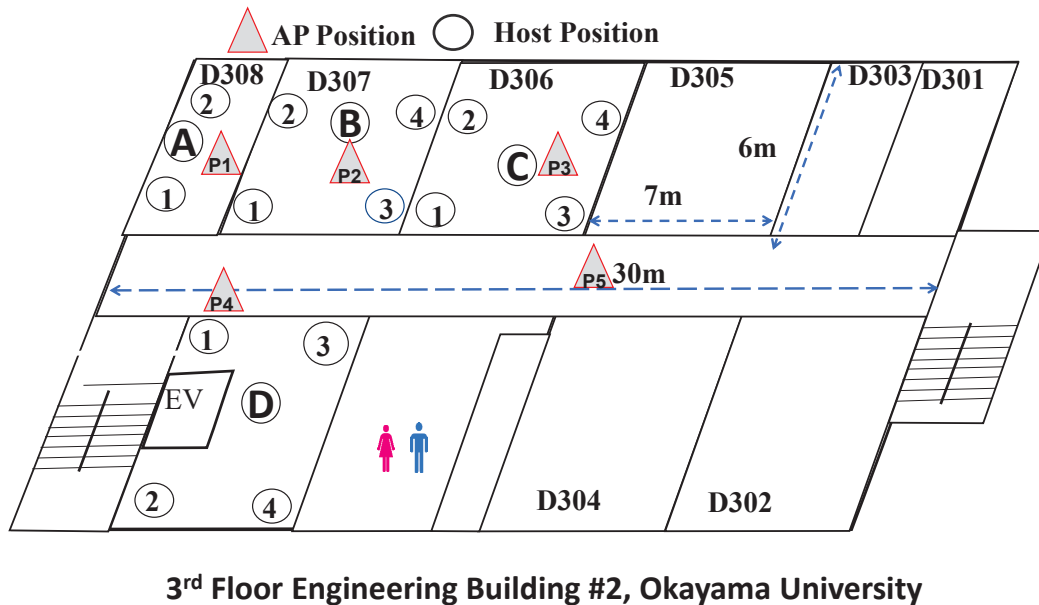 AP Position Host Position
D308 D307 D306 D305 D303 D301
2 2 B 4 2 4
A P1 P2 C P3 6m
1 1 3 1 3 7m
P5 30m
P4
1 3
EV D
2 4 D304 D302
3rd Floor Engineering Building #2, Okayama University